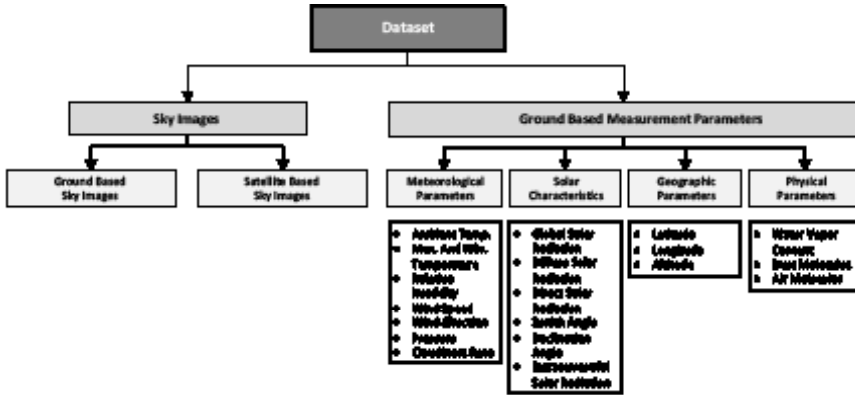 Dataset
Sky Images
Ground Based Measurement Parameters
Ground Based
Sky Images
Satellite Based
Sky Images
Meteorological
Parameters
Solar
Characteristics
Geographic
Parameters
Physical
Parameters
Ambient Temp.
Max. And Min.
Temperature
Relative
Humidity
Wind Speed
Wind direction
Pressure
Global Solar
Radiation
Diffuse Solar
Radiation
Direct Solar
Radiation
Zenith Angle
Declination
Angle
Solar Radiation
Latitude
Longitude
Altitude
Water Vapor
Content
Dust Molecules
Air Molecules